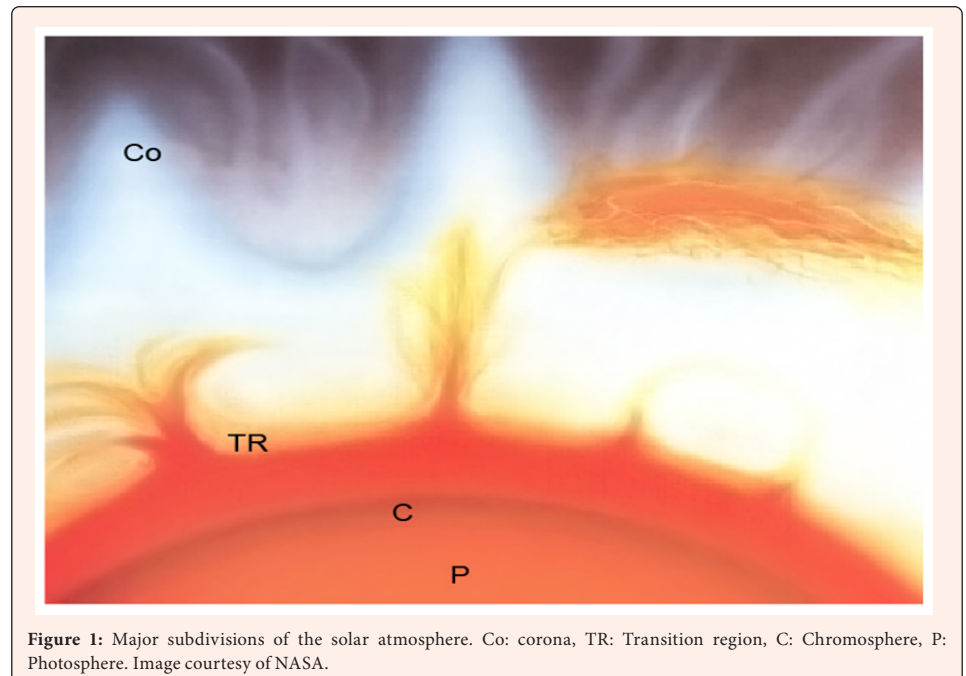 Co
TR
C
P
Figure 1: Major subdivisions of the solar atmosphere. Co: corona, TR: Transition region, C: Chromosphere, P:
Photosphere. Image courtesy of NASA.